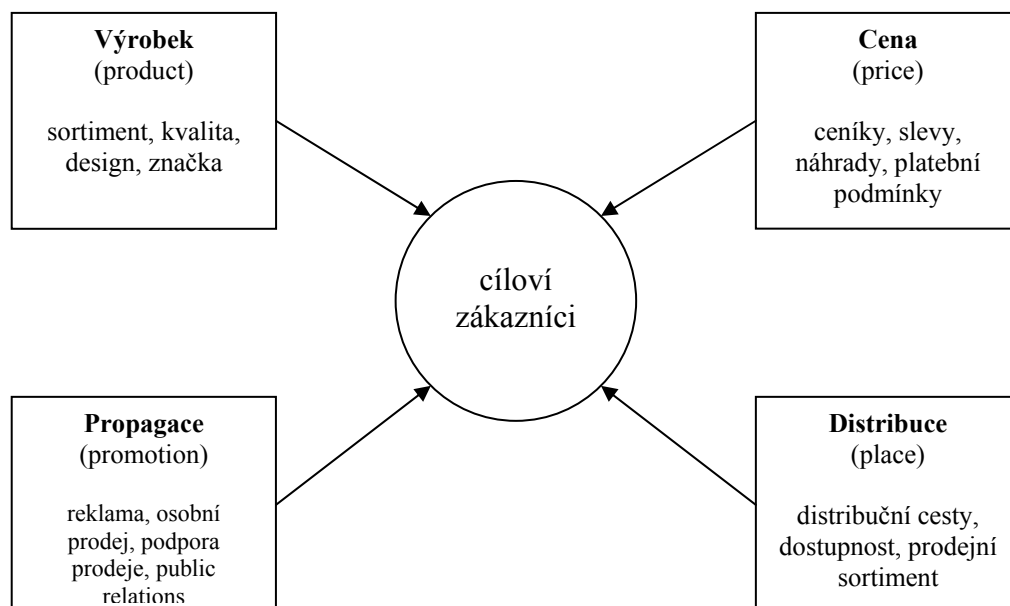 Výrobek
(product)
sortiment, kvalita,
design, značka
Cena
(price)
ceníky, slevy,
náhrady, platební
podmínky
cíloví
zákazníci
Propagace
(promotion)
reklama, osobní
prodej, podpora
prodeje, public
relations
Distribuce
(place)
distribuční cesty,
dostupnost, prodejní
sortiment